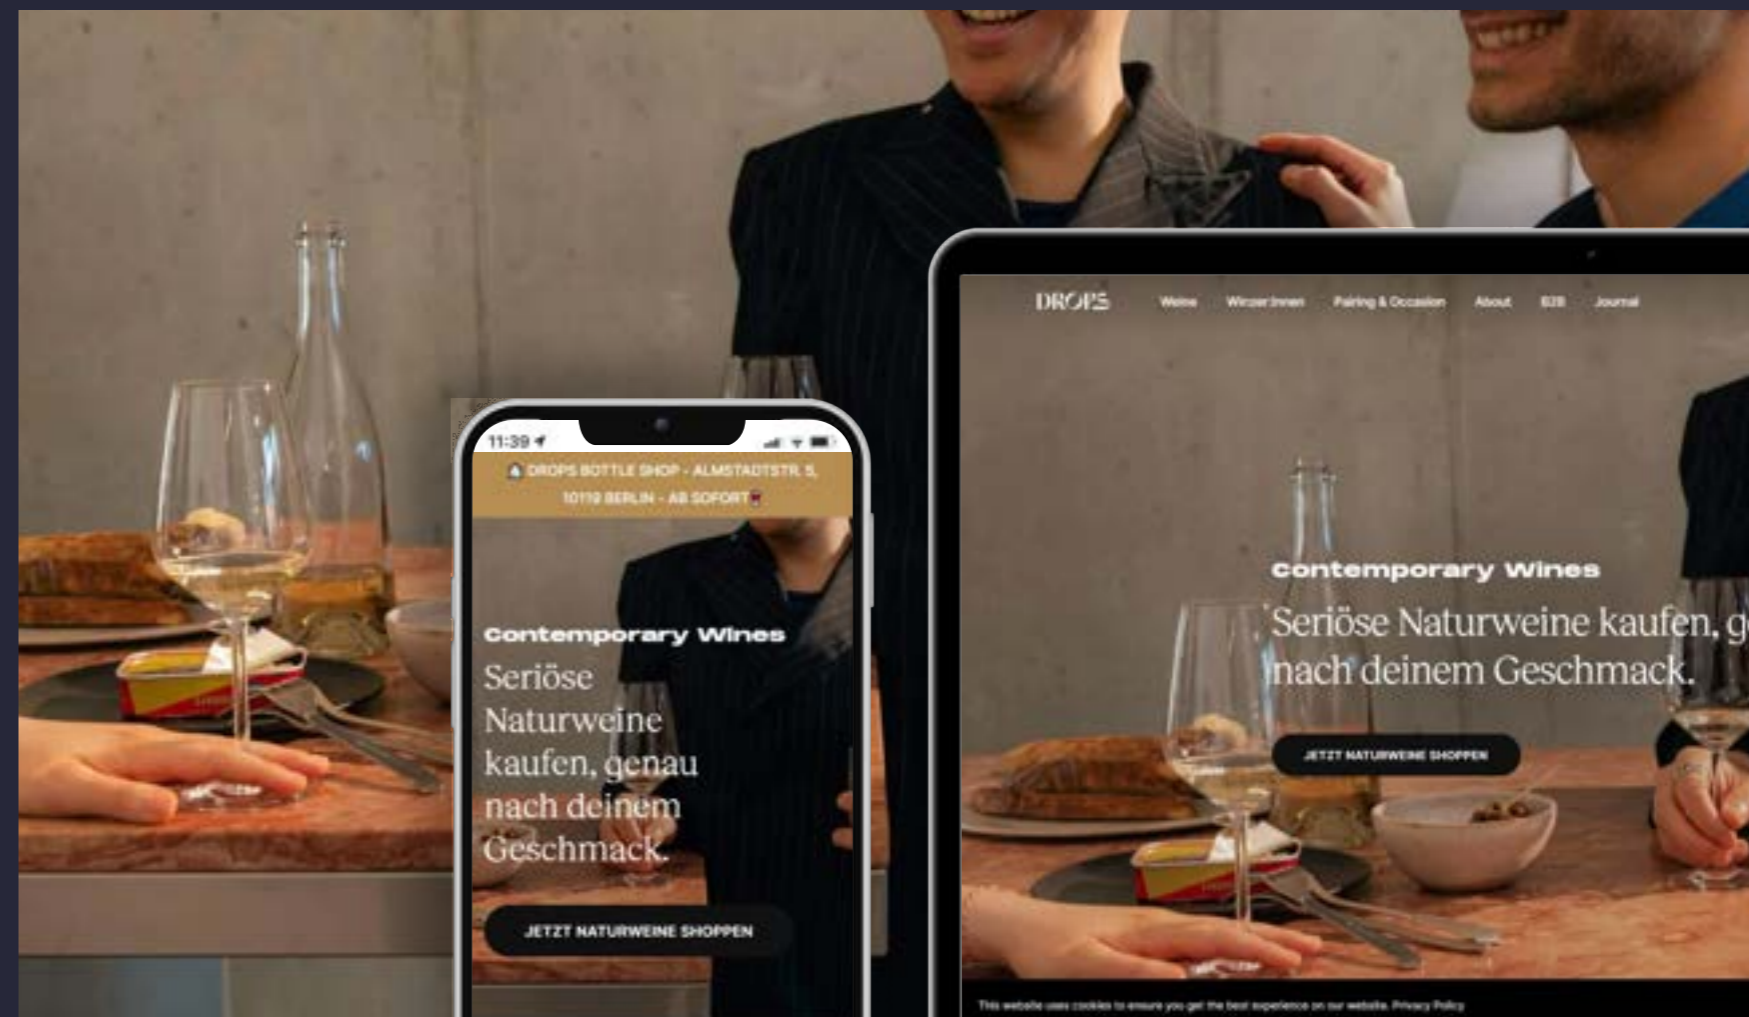 11:39
DROPS BOTTLE SHOP - ALMSTADTSTR. 5,
10119 BERLIN - AB SOFORT
Contemporary Wines
Seriöse
Naturweine
kaufen, genau
nach deinem
Geschmack.
JETZT NATURWEINE SHOPPEN
DROPS Weine Winzer:innen Pairing & Occasion About B2B Journal
Contemporary Wines
Seriöse Naturweine kaufen, g
nach deinem Geschmack.
JETZT NATURWEINE SHOPPEN
This website uses cookies to ensure you get the best experience on our website. Privacy Policy